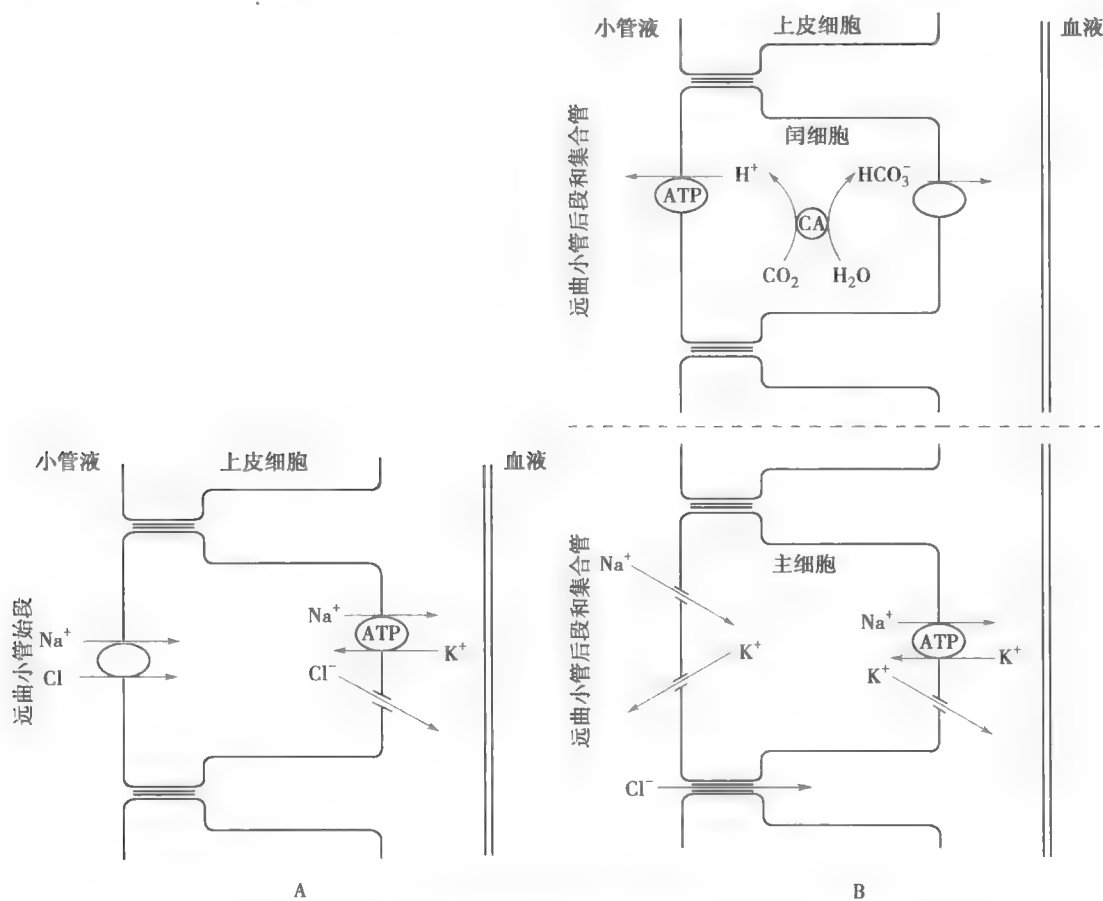 小管液 上皮细胞 血液
远曲小管后段和集合管
闰细胞
H⁺ HCO₃⁻
ATP
CA
CO₂ H₂O
小管液 上皮细胞 血液
远曲小管始段
Na⁺ Na⁺
ATP
Cl Cl⁻ K⁺
A
远曲小管后段和集合管
主细胞
Na⁺ Na⁺
ATP
K⁺ K⁺ K⁺
Cl⁻
B